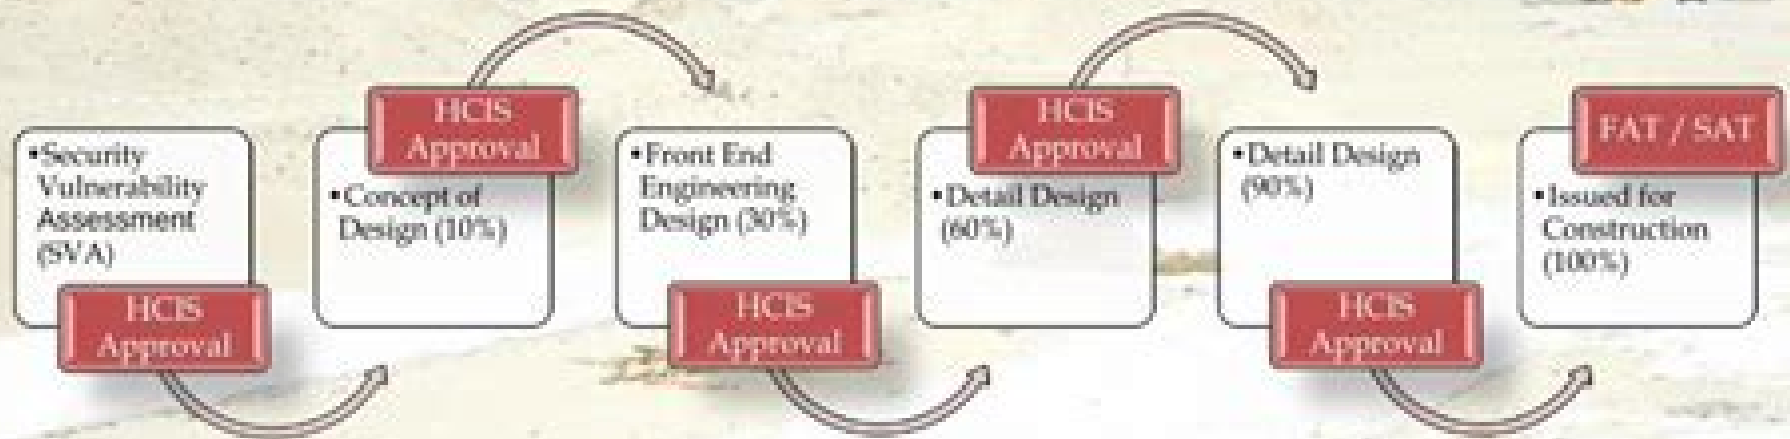 •Security
Vulnerability
Assessment
(SVA)
HCIS
Approval
HCIS
Approval
•Concept of
Design (10%)
•Front End
Engineering
Design (30%)
HCIS
Approval
HCIS
Approval
•Detail Design
(60%)
•Detail Design
(90%)
HCIS
Approval
FAT / SAT
•Issued for
Construction
(100%)